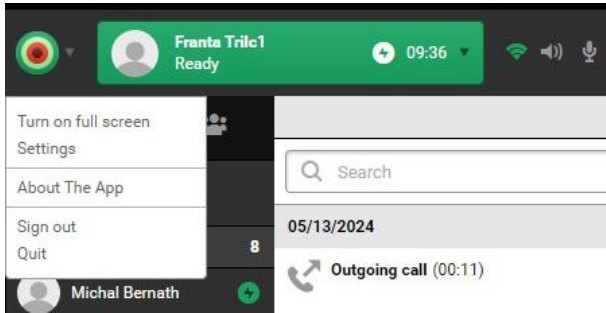 Franta Trilc1
Ready
09:36
Turn on full screen
Settings
About The App
Sign out
Quit
8
Michal Bernath
Search
05/13/2024
Outgoing call (00:11)